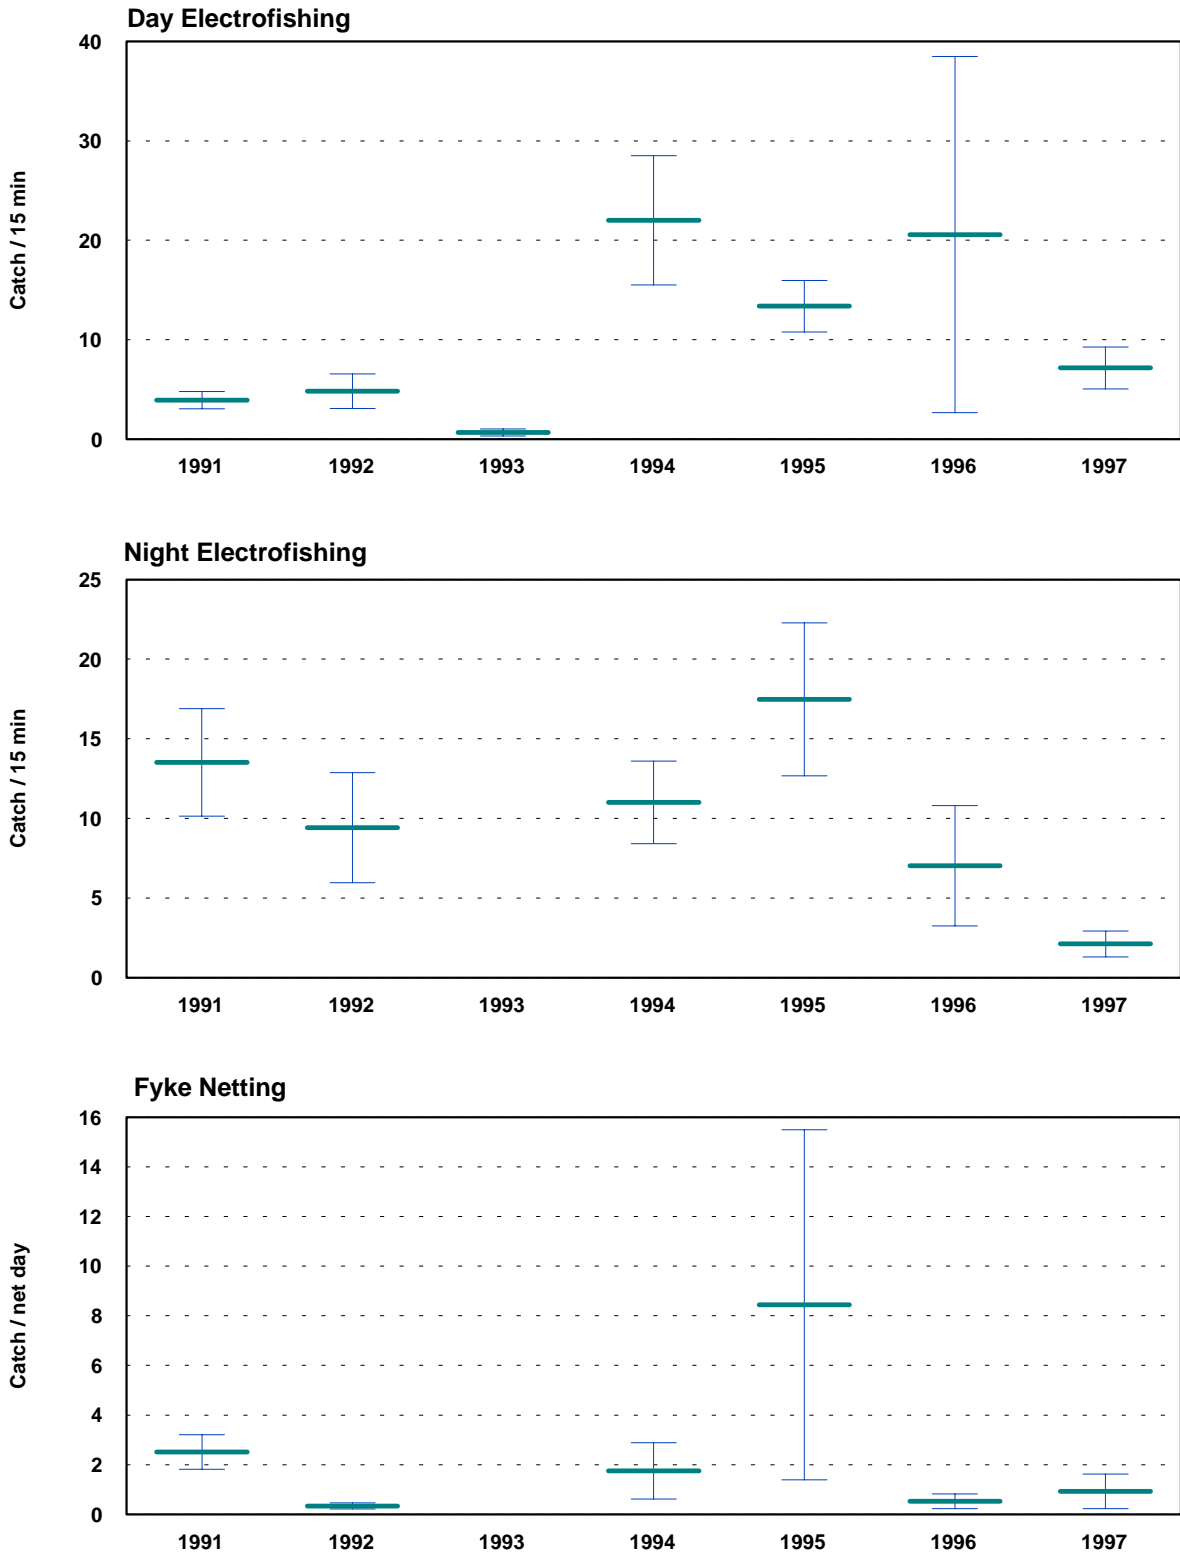 Day Electrofishing
40
30
20
10
0
Catch / 15 min
1991 1992 1993 1994 1995 1996 1997
Night Electrofishing
25
20
15
10
5
0
Catch / 15 min
1991 1992 1993 1994 1995 1996 1997
Fyke Netting
16
14
12
10
8
6
4
2
0
Catch / net day
1991 1992 1993 1994 1995 1996 1997